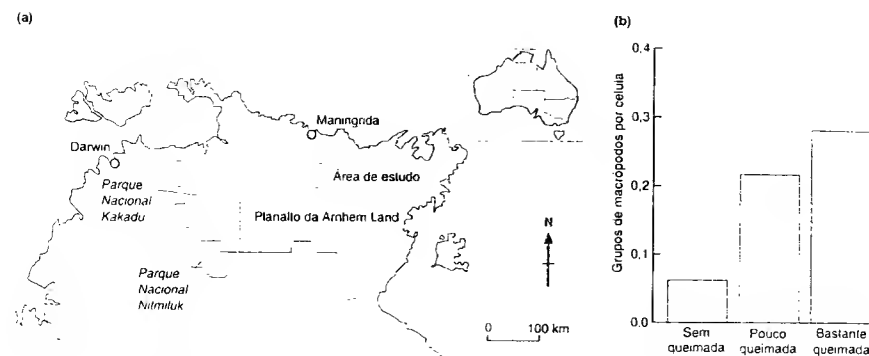 (a)
Maningrida
Darwin
Área de estudo
Parque
Nacional
Kakadu
Planalto da Arnhem Land
N
Parque
Nacional
Nitmiluk
0 100 km
(b)
Grupos de macrópodos por célula
0,4
0,3
0,2
0,1
0,0
Sem
queimada
Pouco
queimada
Bastante
queimada